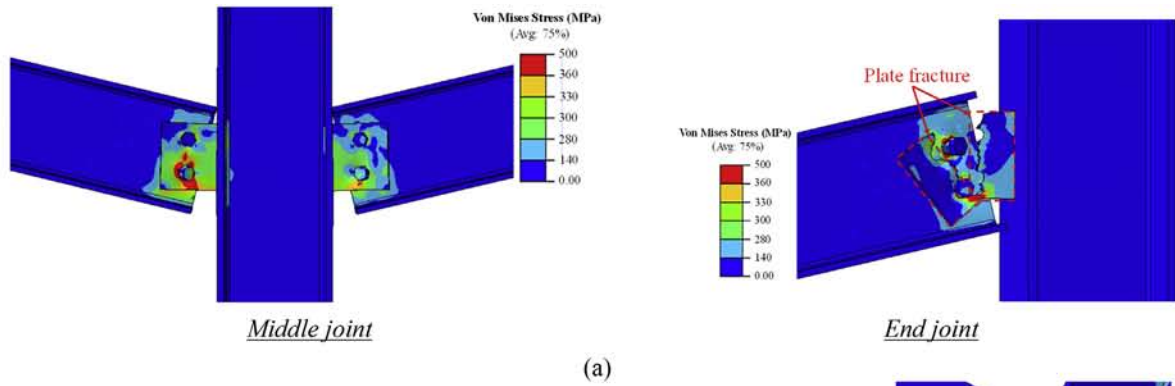 Von Mises Stress (MPa)
(Avg: 75%)
500
360
330
300
280
140
0.00
Middle joint
Plate fracture
Von Mises Stress (MPa)
(Avg: 75%)
500
360
330
300
280
140
0.00
End joint
(a)